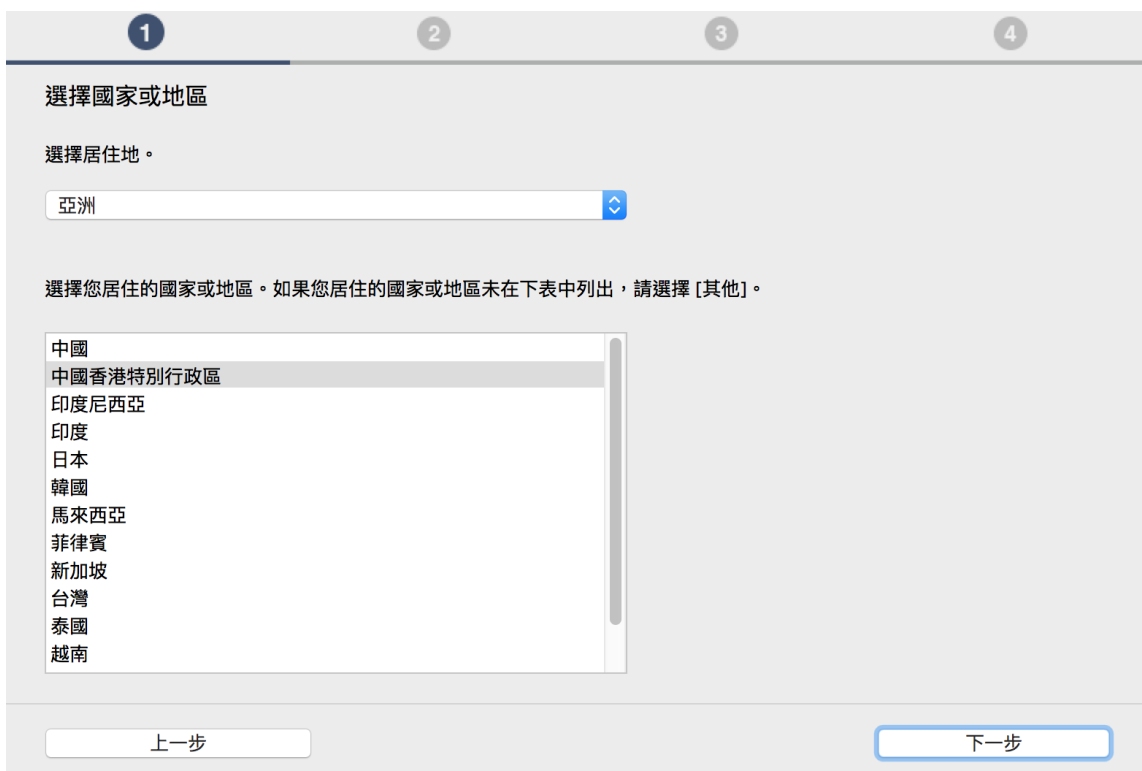 1 2 3 4
選擇國家或地區
選擇居住地。
亞洲
選擇您居住的國家或地區。如果您居住的國家或地區未在下表中列出，請選擇 [其他]。
中國
中國香港特別行政區
印度尼西亞
印度
日本
韓國
馬來西亞
菲律賓
新加坡
台灣
泰國
越南
上一步 下一步